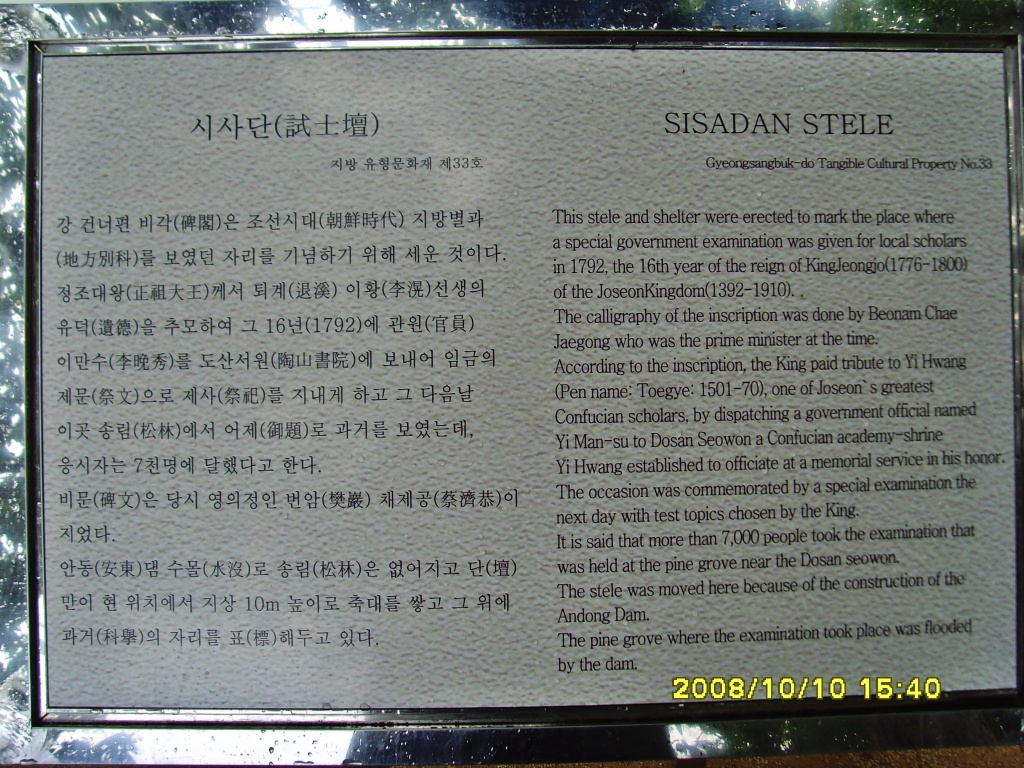 시사단(試士壇)
지방 유형문화재 제33호
강 건너편 비각(碑閣)은 조선시대(朝鮮時代) 지방별과
(地方別科)를 보였던 자리를 기념하기 위해 세운 것이다.
정조대왕(正祖大王)께서 퇴계(退溪) 이황(李滉)선생의
유덕(遺德)을 추모하여 그 16년(1792)에 관원(官員)
이만수(李晩秀)를 도산서원(陶山書院)에 보내어 임금의
제문(祭文)으로 제사(祭祀)를 지내게 하고 그 다음날
이곳 송림(松林)에서 어제(御題)로 과거를 보였는데,
응시자는 7천명에 달했다고 한다.
비문(碑文)은 당시 영의정인 번암(樊巖) 채제공(蔡濟恭)이
지었다.
안동(安東)댐 수몰(水沒)로 송림(松林)은 없어지고 단(壇)
만이 현 위치에서 지상 10m 높이로 축대를 쌓고 그 위에
과거(科擧)의 자리를 표(標)해두고 있다.
SISADAN STELE
Gyeongsangbuk-do Tangible Cultural Property No.33
This stele and shelter were erected to mark the place where
a special government examination was given for local scholars
in 1792, the 16th year of the reign of KingJeongjo(1776-1800)
of the JoseonKingdom(1392-1910).
The calligraphy of the inscription was done by Beonam Chae
Jaegong who was the prime minister at the time.
According to the inscription, the King paid tribute to Yi Hwang
(Pen name: Toegye: 1501-70), one of Joseon`s greatest
Confucian scholars, by dispatching a government official named
Yi Man-su to Dosan Seowon a Confucian academy-shrine
Yi Hwang established to officiate at a memorial service in his honor.
The occasion was commemorated by a special examination the
next day with test topics chosen by the King.
It is said that more than 7,000 people took the examination that
was held at the pine grove near the Dosan seowon.
The stele was moved here because of the construction of the
Andong Dam.
The pine grove where the examination took place was flooded
by the dam.
2008/10/10 15:40